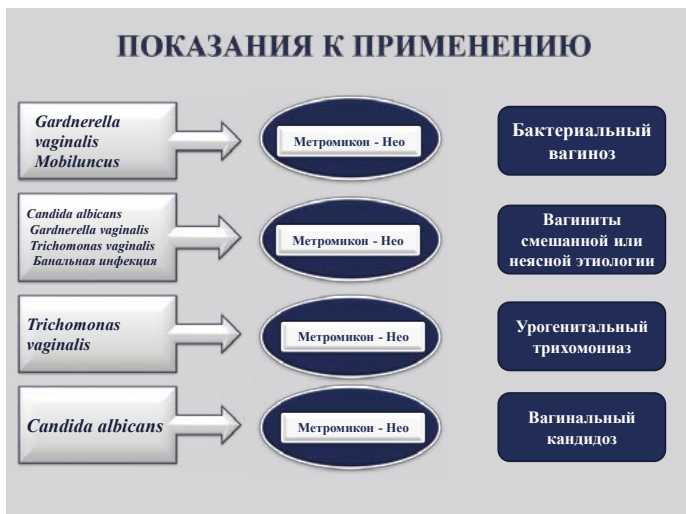 ПОКАЗАНИЯ К ПРИМЕНЕНИЮ
Gardnerella
vaginalis
Mobiluncus
Метромикон - Нео
Бактериальный
вагиноз
Candida albicans
Gardnerella vaginalis
Trichomonas vaginalis
Банальная инфекция
Метромикон - Нео
Вагиниты
смешанной или
неясной этиологии
Trichomonas
vaginalis
Метромикон - Нео
Урогенитальный
трихомониаз
Candida albicans
Метромикон - Нео
Вагинальный
кандидоз